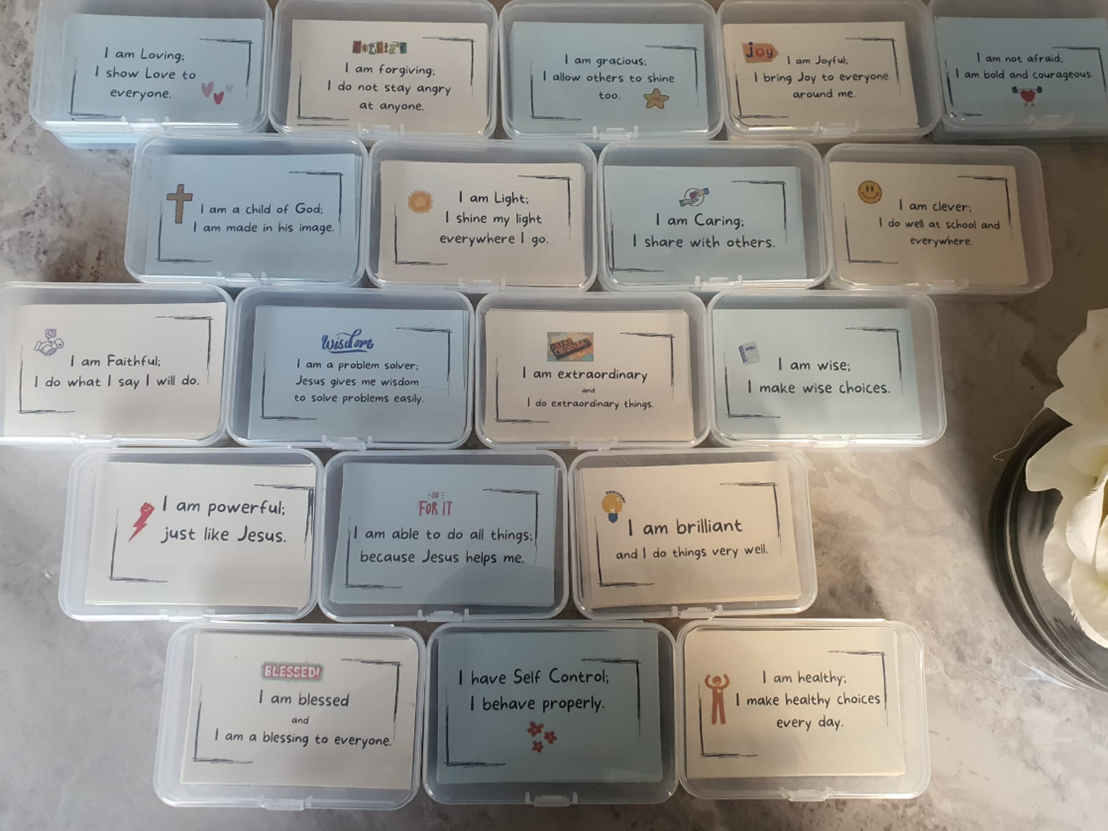 I am Loving;
I show Love to
everyone.
I am forgiving;
I do not stay angry
at anyone.
I am gracious;
I allow others to shine
too.
joy
I am Joyful;
I bring Joy to everyone
around me.
I am not afraid;
I am bold and courageous.
I am a child of God;
I am made in his image.
I am Light;
I shine my light
everywhere I go.
I am Caring;
I share with others.
I am clever;
I do well at school and
everywhere.
I am Faithful;
I do what I say I will do.
Wisdom
I am a problem solver;
Jesus gives me wisdom
to solve problems easily.
I am extraordinary
and
I do extraordinary things.
I am wise;
I make wise choices.
I am powerful;
just like Jesus.
GO
FOR IT
I am able to do all things;
because Jesus helps me.
I am brilliant
and I do things very well.
BLESSED!
I am blessed
and
I am a blessing to everyone.
I have Self Control;
I behave properly.
I am healthy;
I make healthy choices
every day.